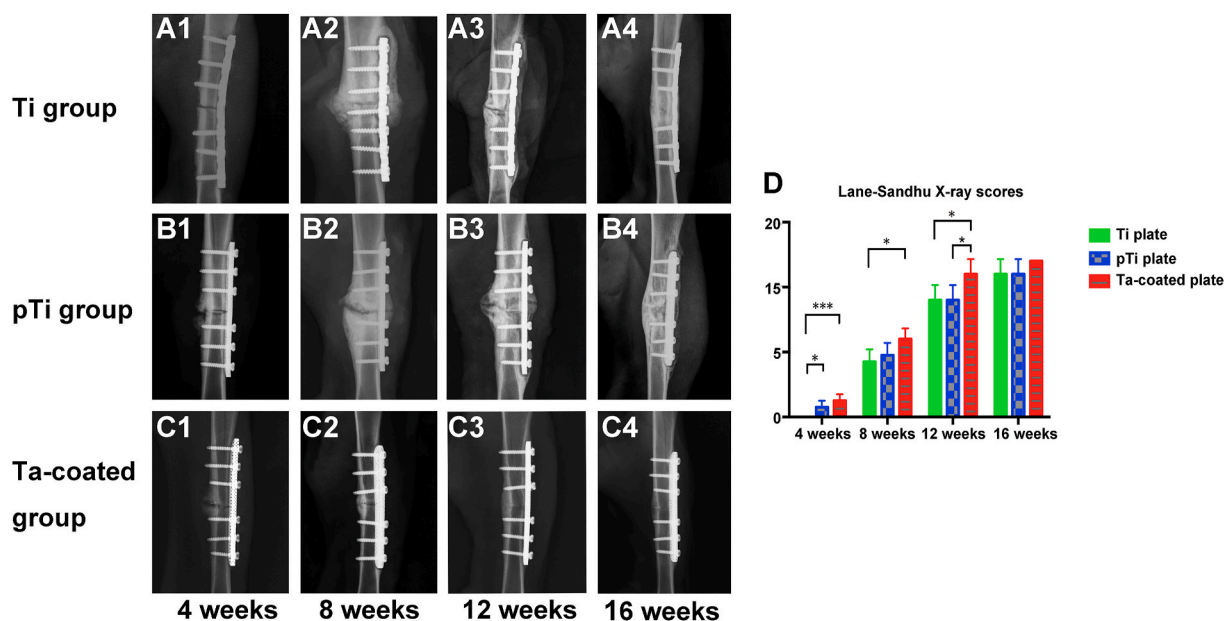 A1 A2 A3 A4
Ti group
B1 B2 B3 B4
pTi group
C1 C2 C3 C4
Ta-coated
group
4 weeks 8 weeks 12 weeks 16 weeks
D
Lane-Sandhu X-ray scores
20
15
5
0
***
*
*
*
*
4 weeks 8 weeks 12 weeks 16 weeks
Ti plate
pTi plate
Ta-coated plate